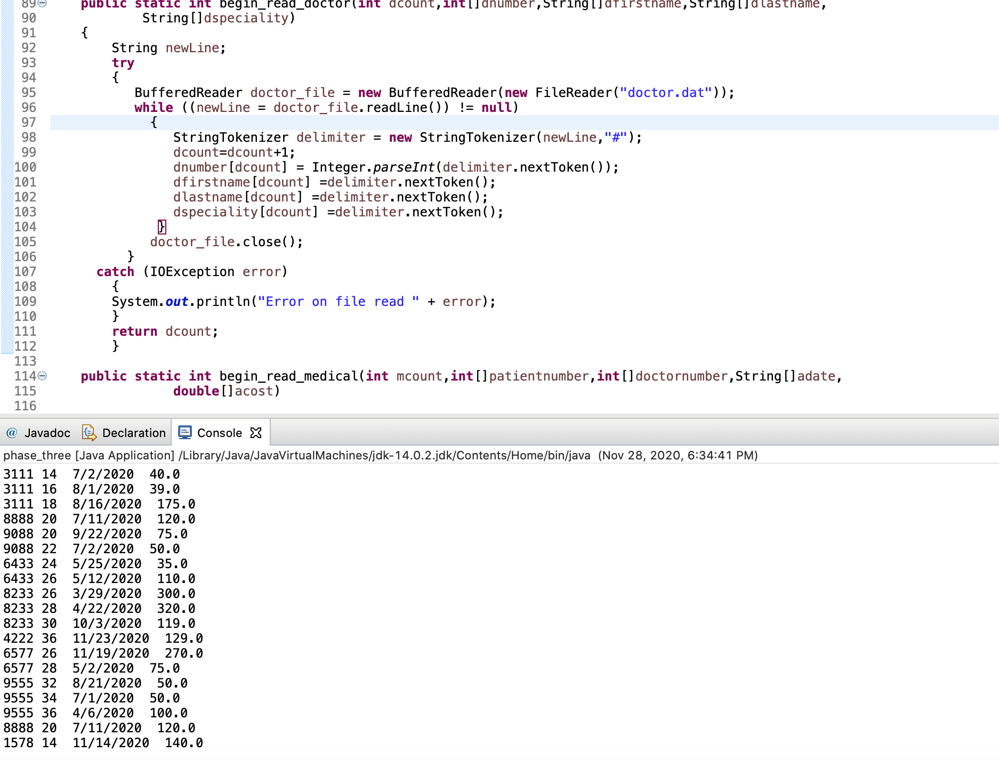 89 public static int begin_read_doctor(int dcount,int[]dnumber,String[]dfirstname,String[]dlastname,
90 String[]dspeciality)
91 {
92 String newLine;
93 try
94 {
95 BufferedReader doctor_file = new BufferedReader(new FileReader("doctor.dat"));
96 while ((newLine = doctor_file.readLine()) != null)
97 {
98 StringTokenizer delimiter = new StringTokenizer(newLine,"#");
99 dcount=dcount+1;
100 dnumber[dcount] = Integer.parseInt(delimiter.nextToken());
101 dfirstname[dcount] =delimiter.nextToken();
102 dlastname[dcount] =delimiter.nextToken();
103 dspeciality[dcount] =delimiter.nextToken();
104 }
105 doctor_file.close();
106 }
107 catch (IOException error)
108 {
109 System.out.println("Error on file read " + error);
110 }
111 return dcount;
112 }
113
114 public static int begin_read_medical(int mcount,int[]patientnumber,int[]doctornumber,String[]adate,
115 double[]acost)
116
@ Javadoc Declaration Console
phase_three [Java Application] /Library/Java/JavaVirtualMachines/jdk-14.0.2.jdk/Contents/Home/bin/java (Nov 28, 2020, 6:34:41 PM)
3111 14 7/2/2020 40.0
3111 16 8/1/2020 39.0
3111 18 8/16/2020 175.0
8888 20 7/11/2020 120.0
9088 20 9/22/2020 75.0
9088 22 7/2/2020 50.0
6433 24 5/25/2020 35.0
6433 26 5/12/2020 110.0
8233 26 3/29/2020 300.0
8233 28 4/22/2020 320.0
8233 30 10/3/2020 119.0
4222 36 11/23/2020 129.0
6577 26 11/19/2020 270.0
6577 28 5/2/2020 75.0
9555 32 8/21/2020 50.0
9555 34 7/1/2020 50.0
9555 36 4/6/2020 100.0
8888 20 7/11/2020 120.0
1578 14 11/14/2020 140.0